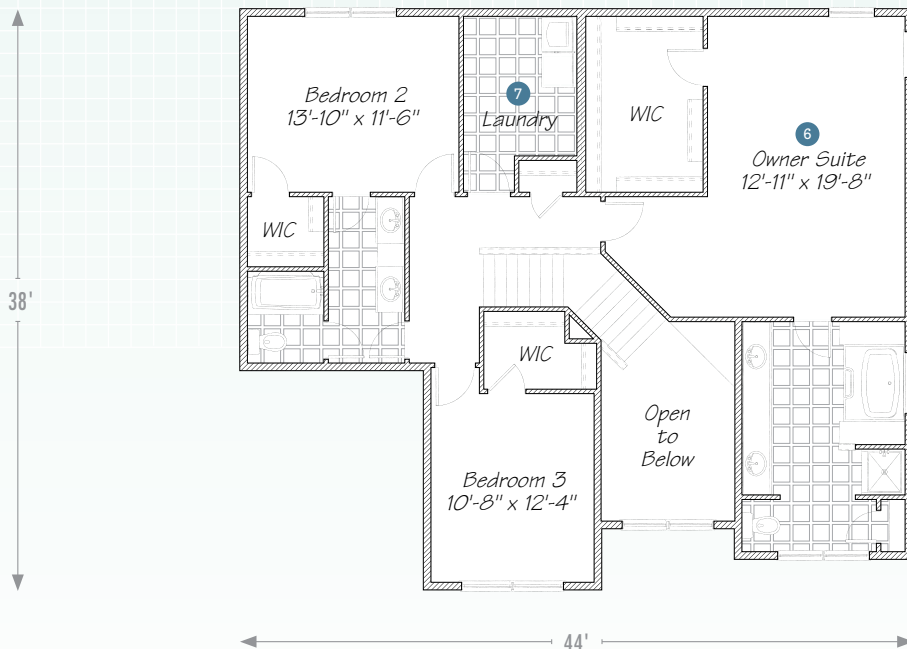 Bedroom 2
13'-10" x 11'-6"
7
Laundry
WIC
6
Owner Suite
12'-11" x 19'-8"
WIC
38'
WIC
Open
to
Below
Bedroom 3
10'-8" x 12'-4"
44'